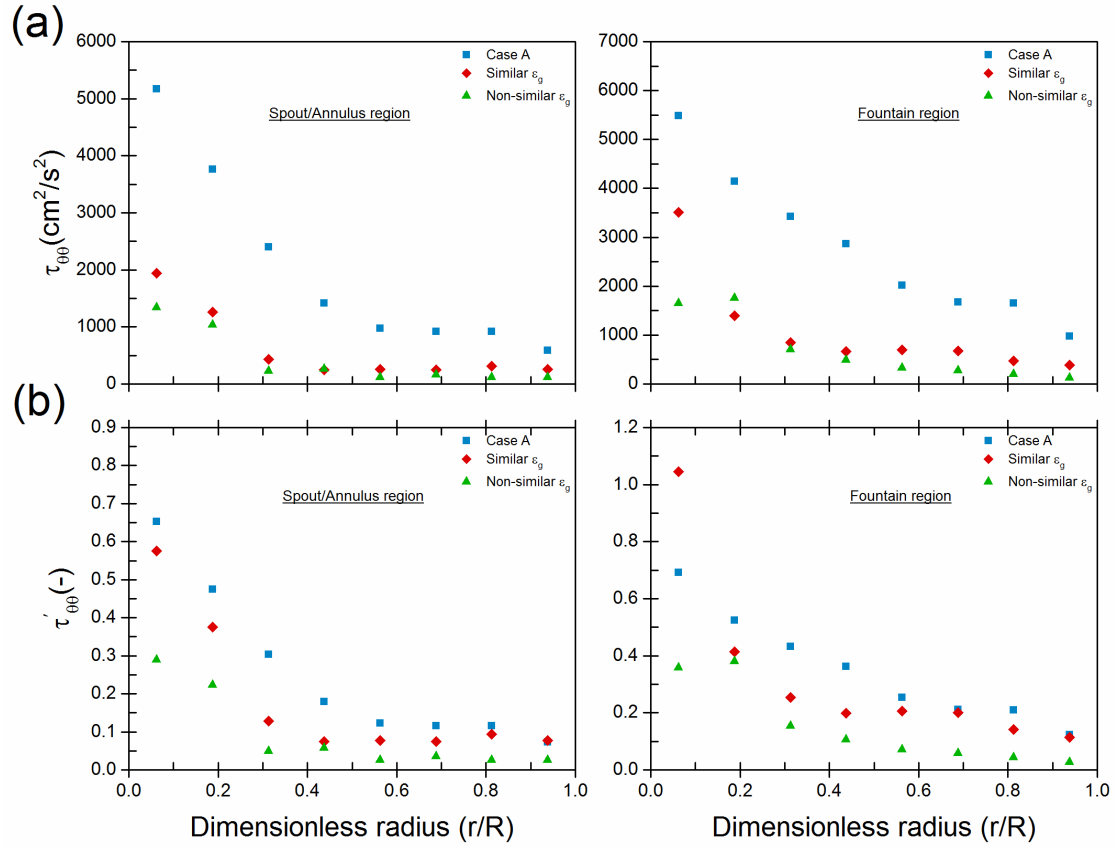 (a)
6000
5000
4000
3000
2000
1000
0
τθθ(cm²/s²)
Case A
Similar εg
Non-similar εg
Spout/Annulus region
7000
6000
5000
4000
3000
2000
1000
0
Case A
Similar εg
Non-similar εg
Fountain region
(b)
0.9
0.8
0.7
0.6
0.5
0.4
0.3
0.2
0.1
0.0
τ'θθ(-)
Case A
Similar εg
Non-similar εg
Spout/Annulus region
0.0 0.2 0.4 0.6 0.8 1.0
Dimensionless radius (r/R)
1.2
1.0
0.8
0.6
0.4
0.2
0.0
Case A
Similar εg
Non-similar εg
Fountain region
0.0 0.2 0.4 0.6 0.8 1.0
Dimensionless radius (r/R)